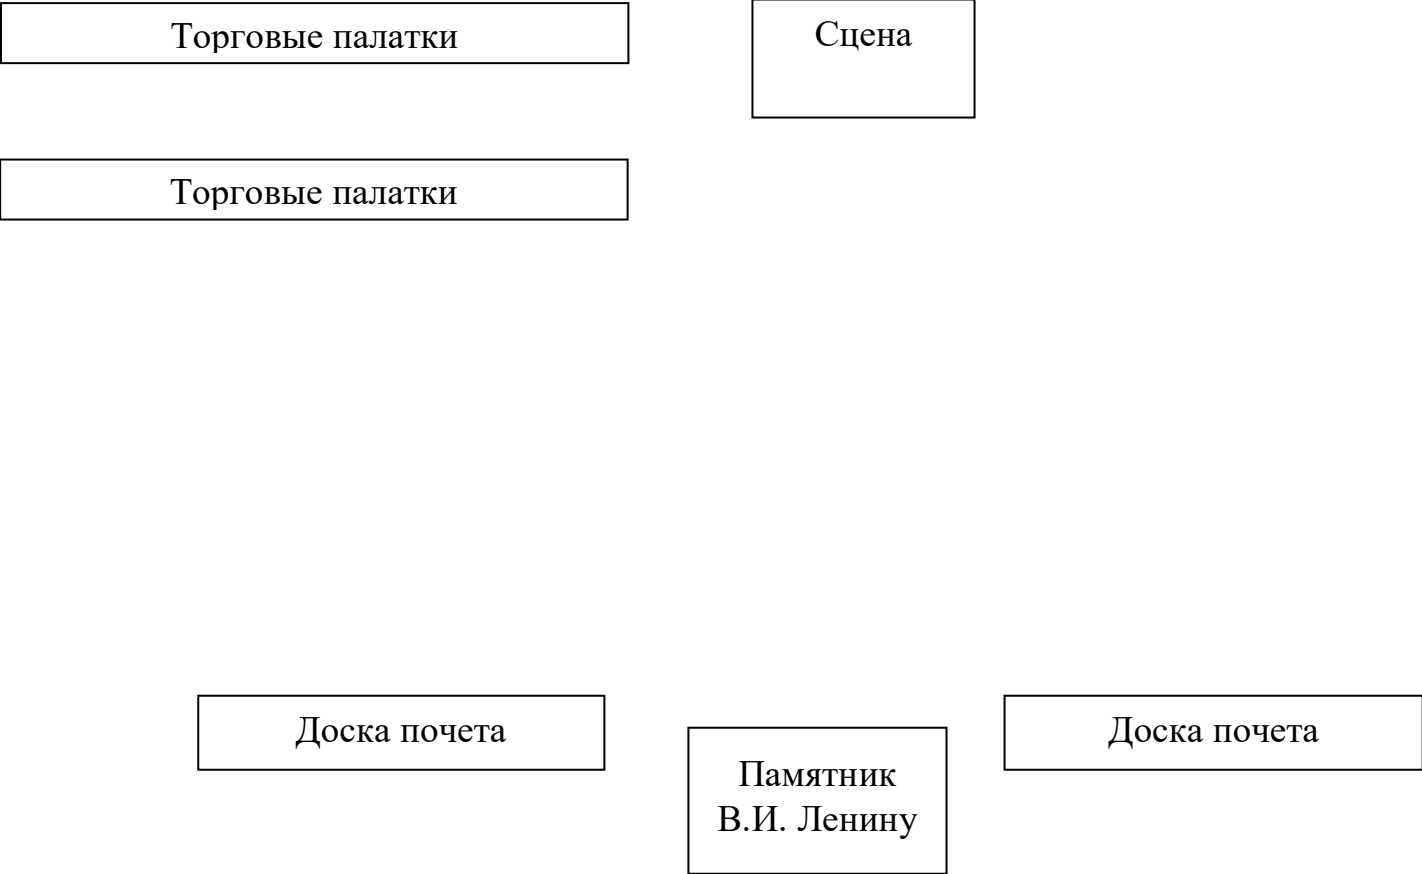 Торговые палатки
Сцена
Торговые палатки
Доска почета
Доска почета
Памятник
В.И. Ленину